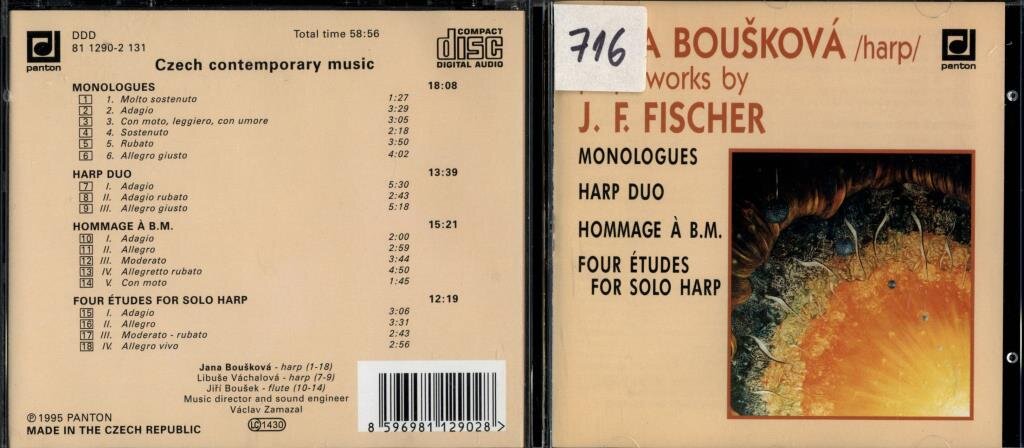 panton
DDD
81 1290-2 131
Total time 58:56
COMPACT
disc
DIGITAL AUDIO
Czech contemporary music
MONOLOGUES 18:08
1 1. Molto sostenuto 1:27
2 2. Adagio 3:29
3 3. Con moto, leggiero, con umore 3:05
4 4. Sostenuto 2:18
5 5. Rubato 3:50
6 6. Allegro giusto 4:02
HARP DUO 13:39
7 I. Adagio 5:30
8 II. Adagio rubato 2:43
9 III. Allegro giusto 5:18
HOMMAGE À B.M. 15:21
10 I. Adagio 2:00
11 II. Allegro 2:59
12 III. Moderato 3:44
13 IV. Allegretto rubato 4:50
14 V. Con moto 1:45
FOUR ÉTUDES FOR SOLO HARP 12:19
15 I. Adagio 3:06
16 II. Allegro 3:31
17 III. Moderato - rubato 2:43
18 IV. Allegro vivo 2:56
Jana Boušková - harp (1-18)
Libuše Váchalová - harp (7-9)
Jiří Boušek - flute (10-14)
Music director and sound engineer
Václav Zamazal
℗ 1995 PANTON
MADE IN THE CZECH REPUBLIC
LC 1430
8 596981 129028 >
716
A BOUŠKOVÁ /harp/
works by
J. F. FISCHER
panton
MONOLOGUES
HARP DUO
HOMMAGE À B.M.
FOUR ÉTUDES
FOR SOLO HARP